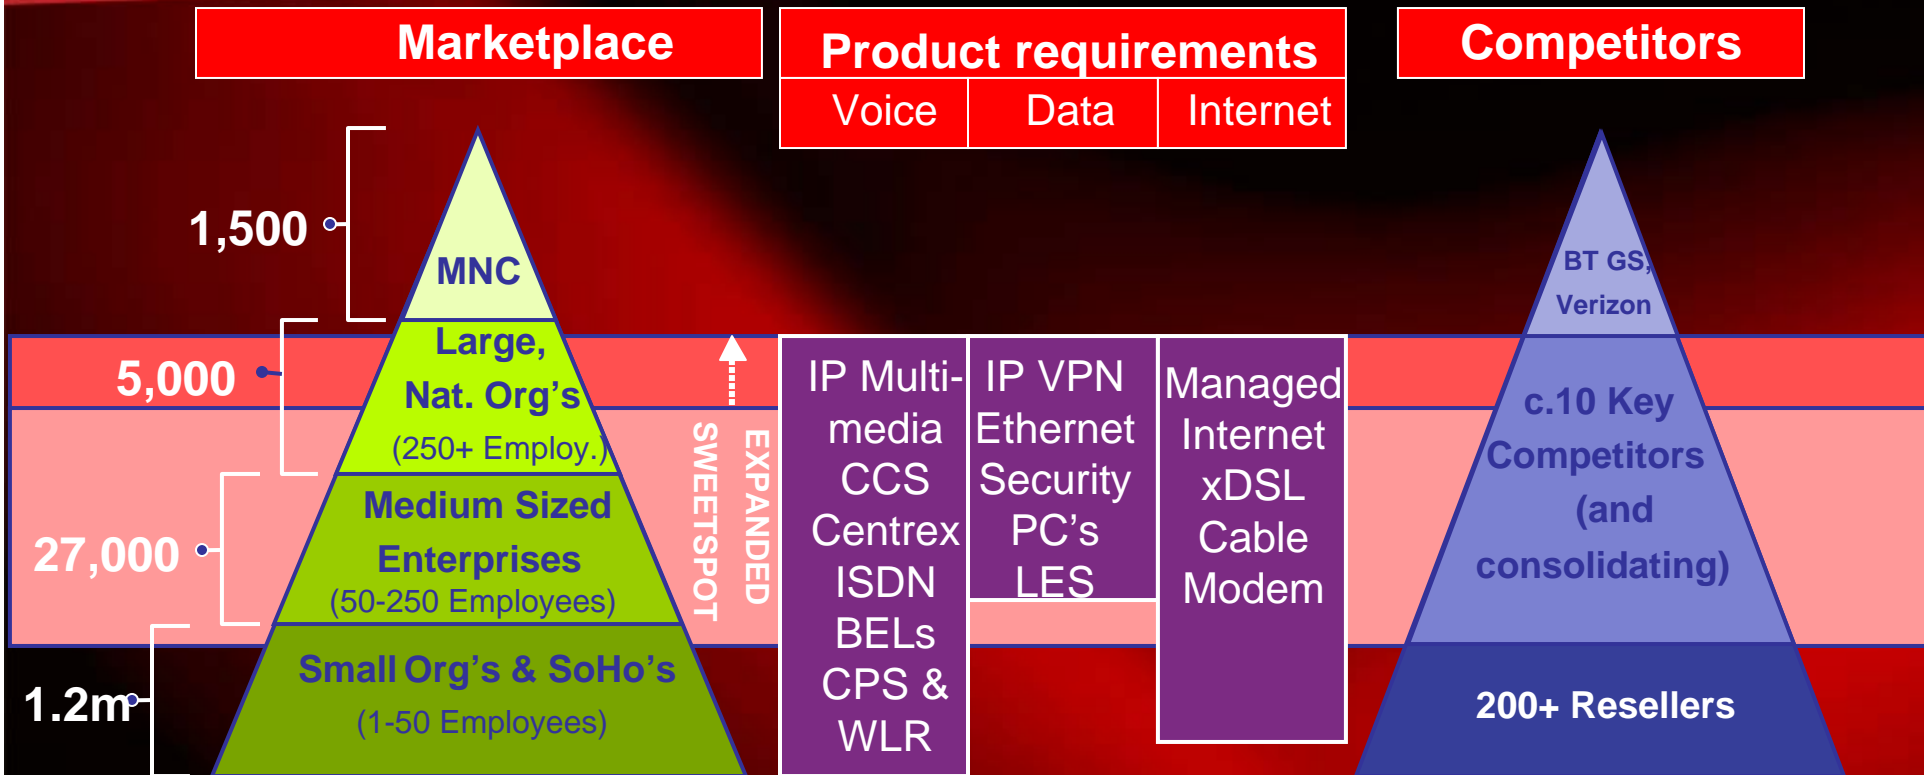 Marketplace
Product requirements
Voice
Data
Internet
Competitors
1,500
5,000
27,000
1.2m
MNC
Large,
Nat. Org’s
(250+ Employ.)
Medium Sized
Enterprises
(50-250 Employees)
Small Org’s & SoHo’s
(1-50 Employees)
EXPANDED
SWEETSPOT
IP Multi-
media
CCS
Centrex
ISDN
BELs
CPS &
WLR
IP VPN
Ethernet
Security
PC’s
LES
Managed
Internet
xDSL
Cable
Modem
BT GS,
Verizon
c.10 Key
Competitors
(and
consolidating)
200+ Resellers